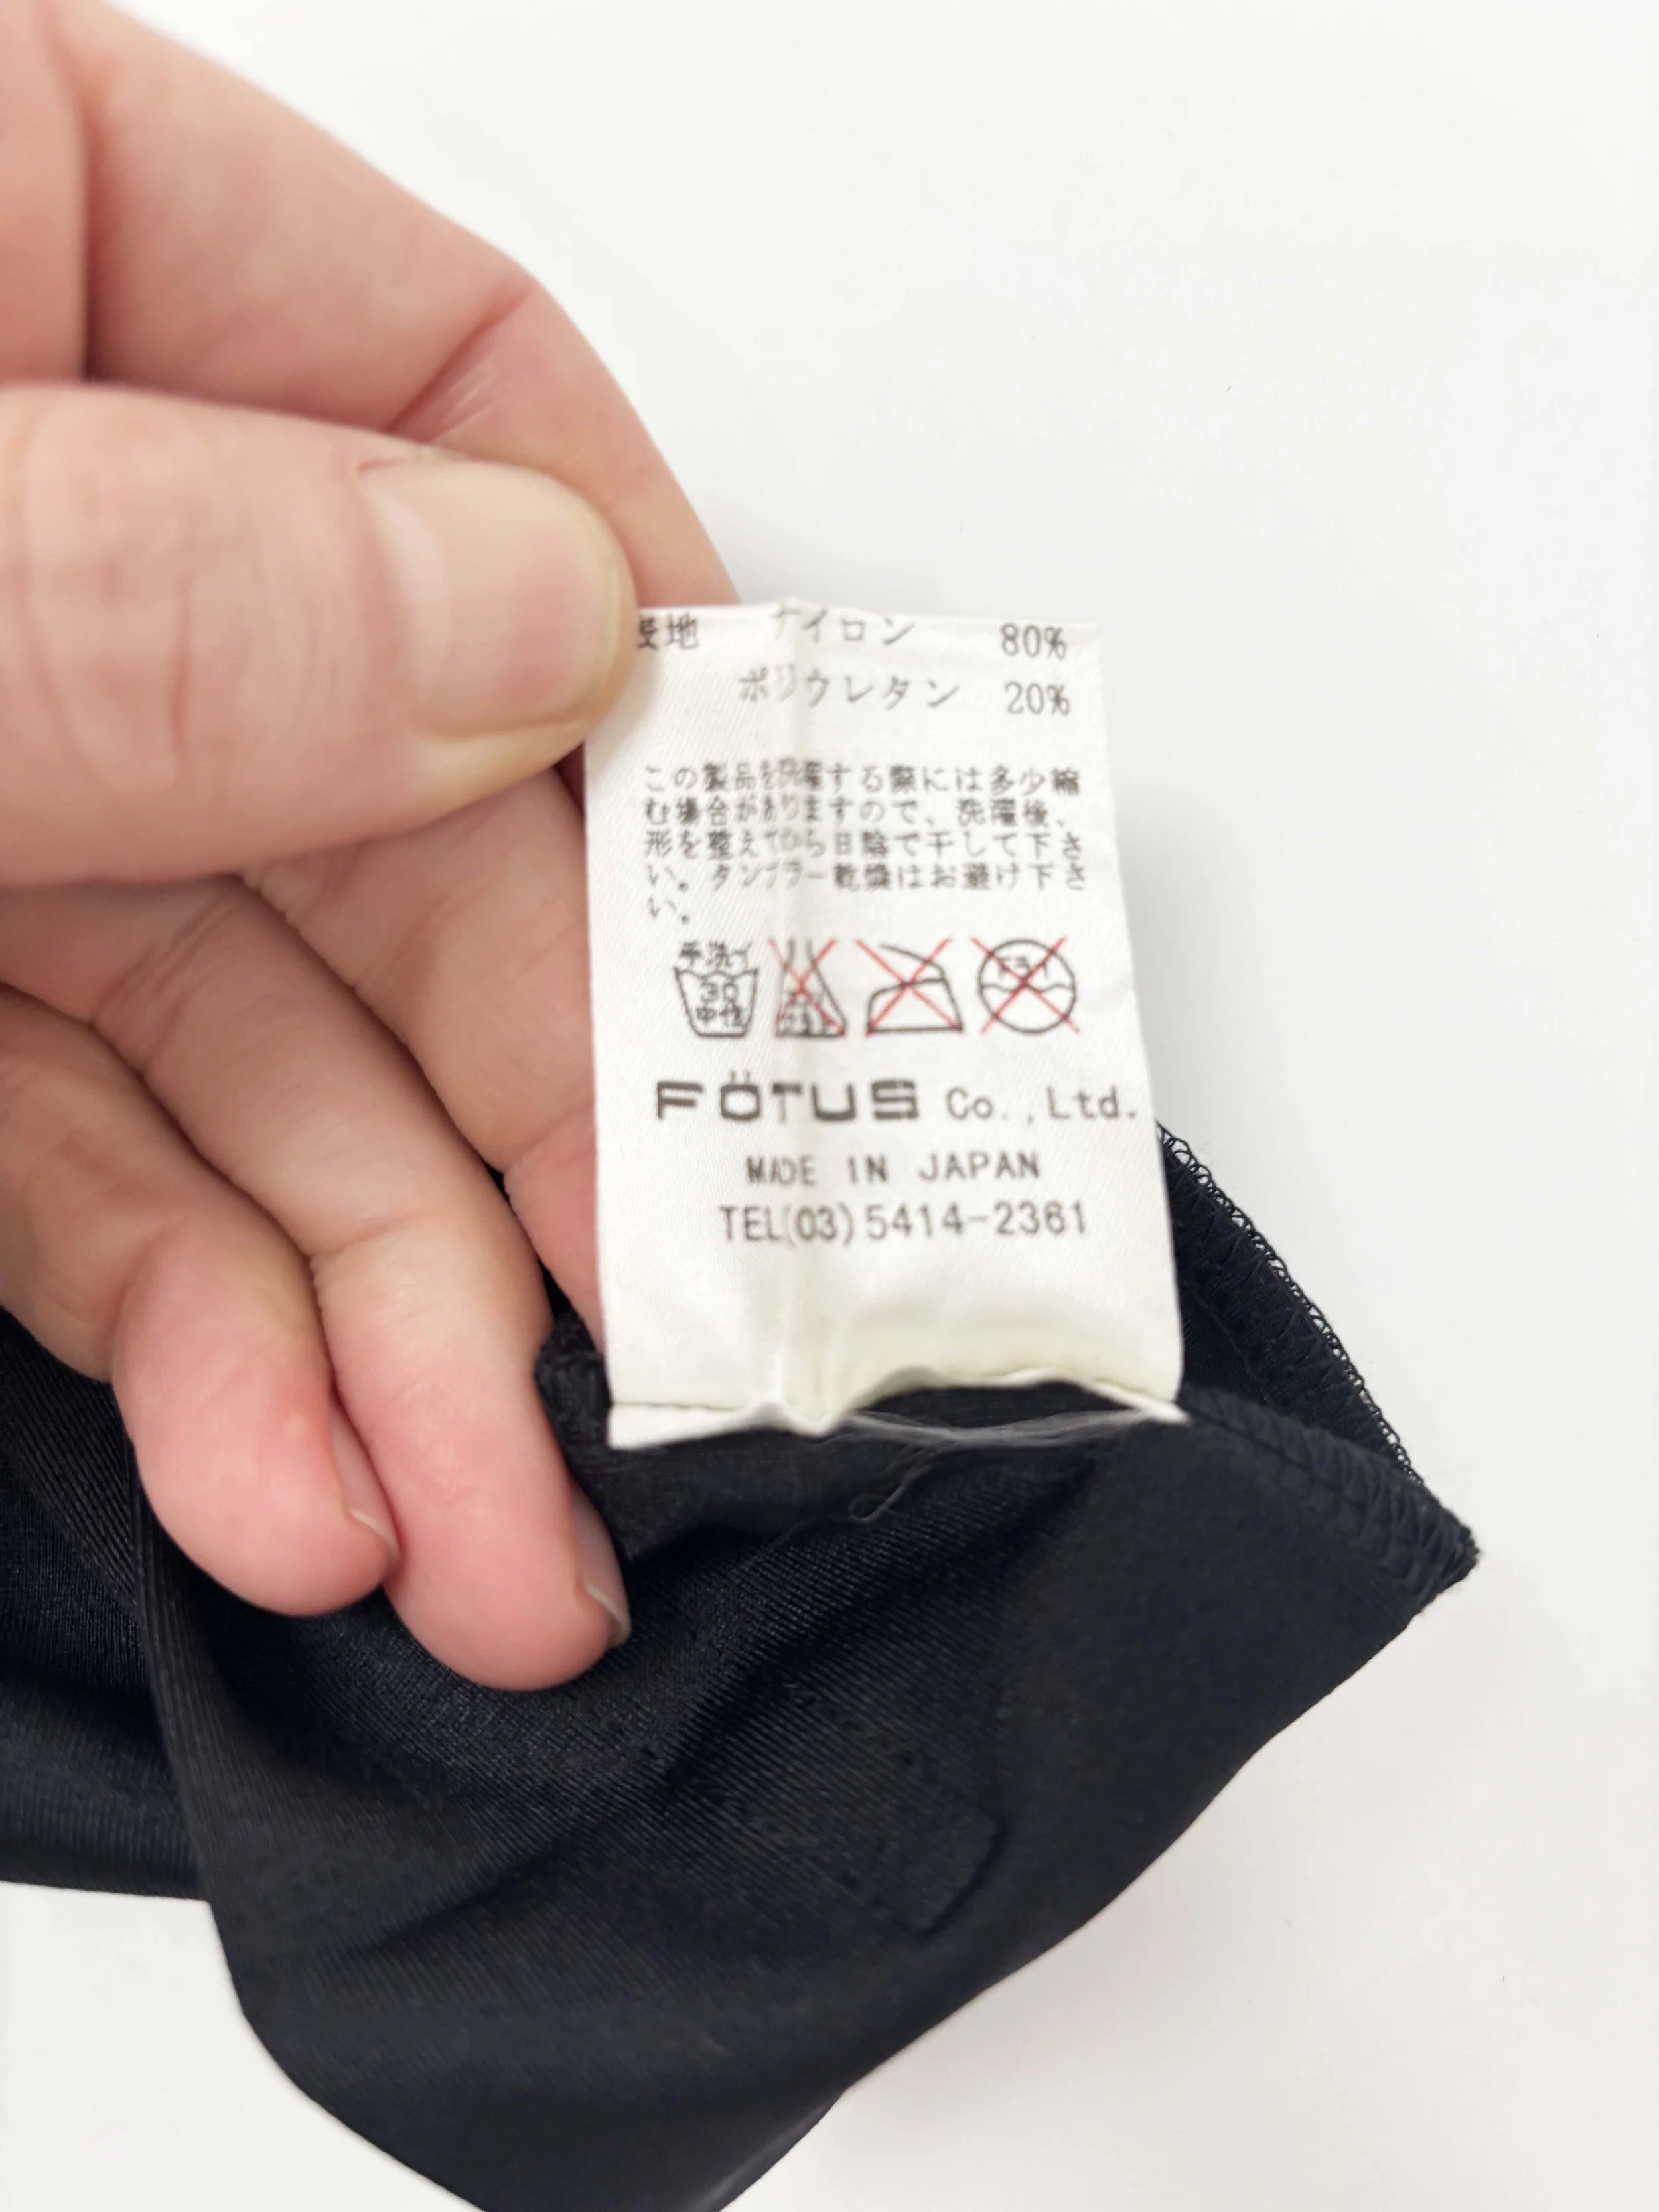 表地 ナイロン 80%
ポリウレタン 20%
この製品を洗濯する際には多少縮
む場合がありますので、洗濯後、
形を整えてから日陰で干して下さ
い。タンブラー乾燥はお避け下さ
い。
手洗イ
30
中性
FÖTUS Co.,Ltd.
MADE IN JAPAN
TEL(03)5414-2361